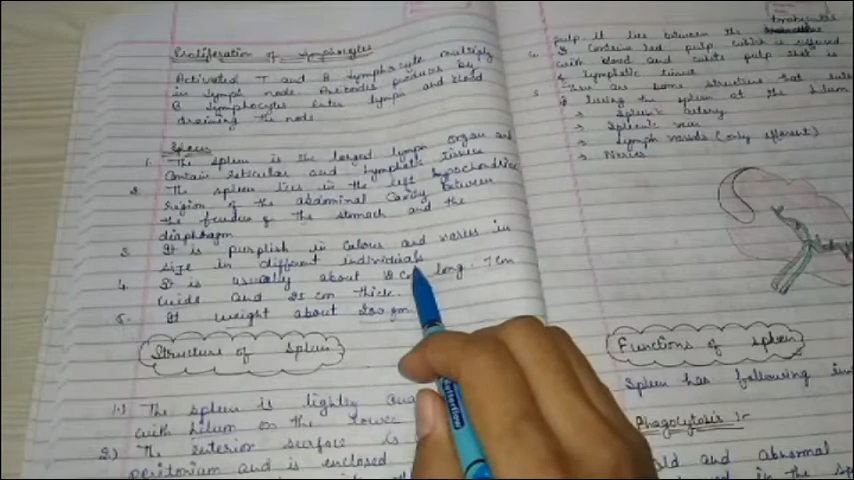 Proliferation of lymphocytes
Activated T and B lymphocyte multiply
in lymph node. Antibodies produces by
B lymphocytes enter lymph and blood
draining the node
Spleen
1. The spleen is the largest lymph organ and
contain reticular and lymphatic tissue
2. The spleen lies in the left hypochondriac
region of the abdominal cavity between
the fundus of the stomach and the
diaphragm
3. It is purplish in colour and varies in
size in different individuals
4. It is usually about 12 cm long. 7 cm
wide and 2.5 cm thick.
5. It weight about 200 gm.
Structure of spleen
1.) The spleen is slightly
with hilum on the lower
2.) The anterior surface is
peritonium and is enclosed
pulp. It lies between the trabecules
4. It contains red pulp which is suffused
with blood and white pulp that is
lymphatic tissue
5. There are some structure that
leaving the spleen at the hilum
→ Splenic artery
→ Splenic vein
→ Lymph vessels (only efferent)
→ Nerves
Functions of spleen
Spleen has following
Phagocytosis :-
old and abnormal
in the